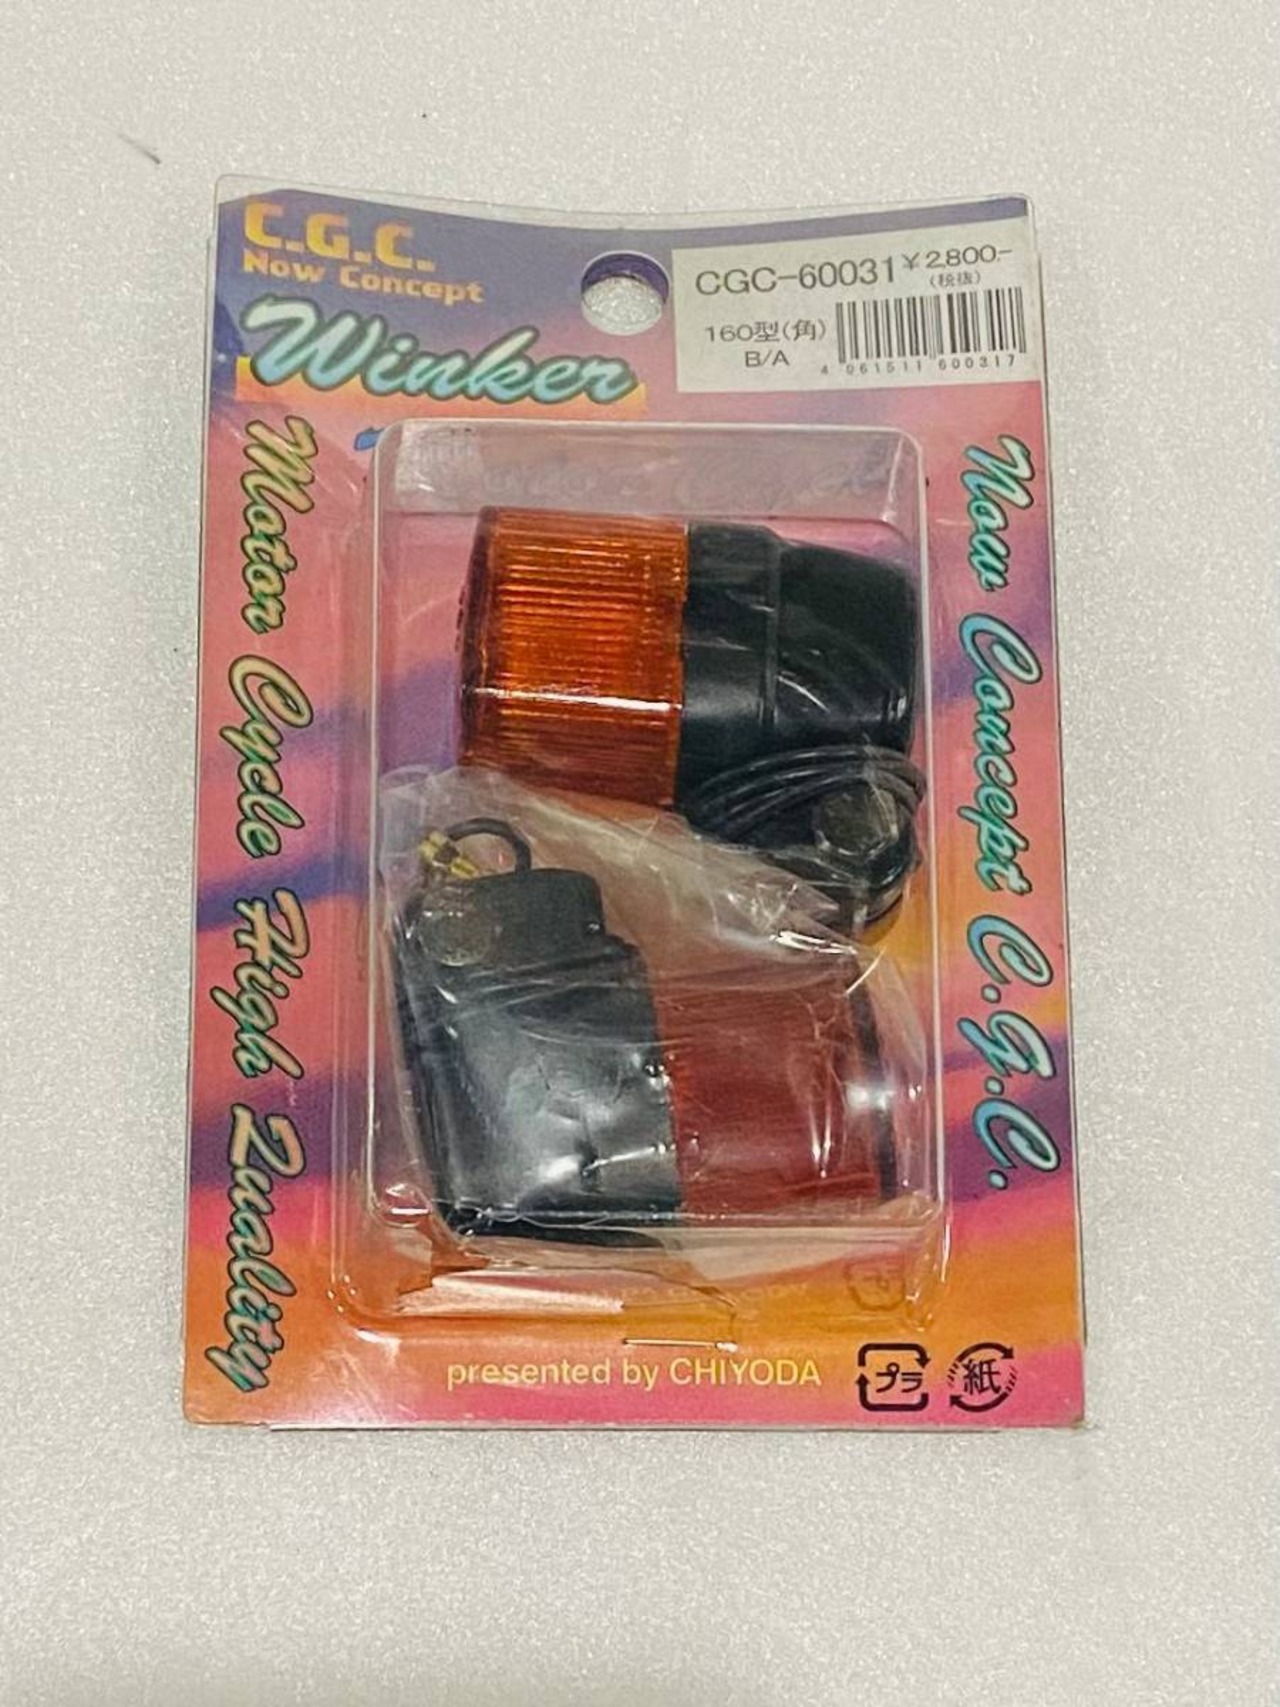 C.G.C.
Now Concept
Winker
CGC-60031 ¥2,800.-
(税抜)
160型(角)
B/A
4 061511 600317
Motor Cycle High Quality
Now Concept C.G.C.
presented by CHIYODA
プラ
紙